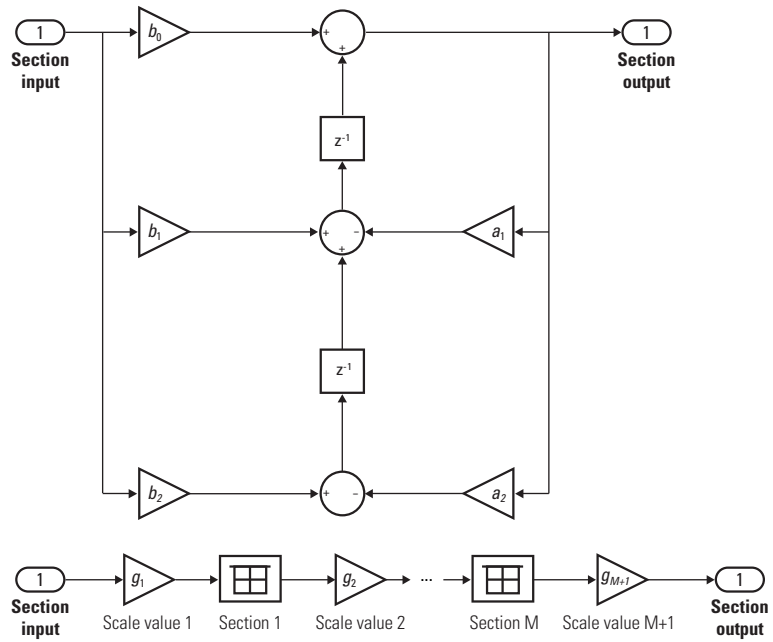 1
b₀
+
+
1
Section
input
Section
output
z⁻¹
b₁
+
−
+
a₁
z⁻¹
b₂
+
−
a₂
1
g₁
g₂
...
g_M+1
1
Section
input
Scale value 1
Section 1
Scale value 2
Section M
Scale value M+1
Section
output